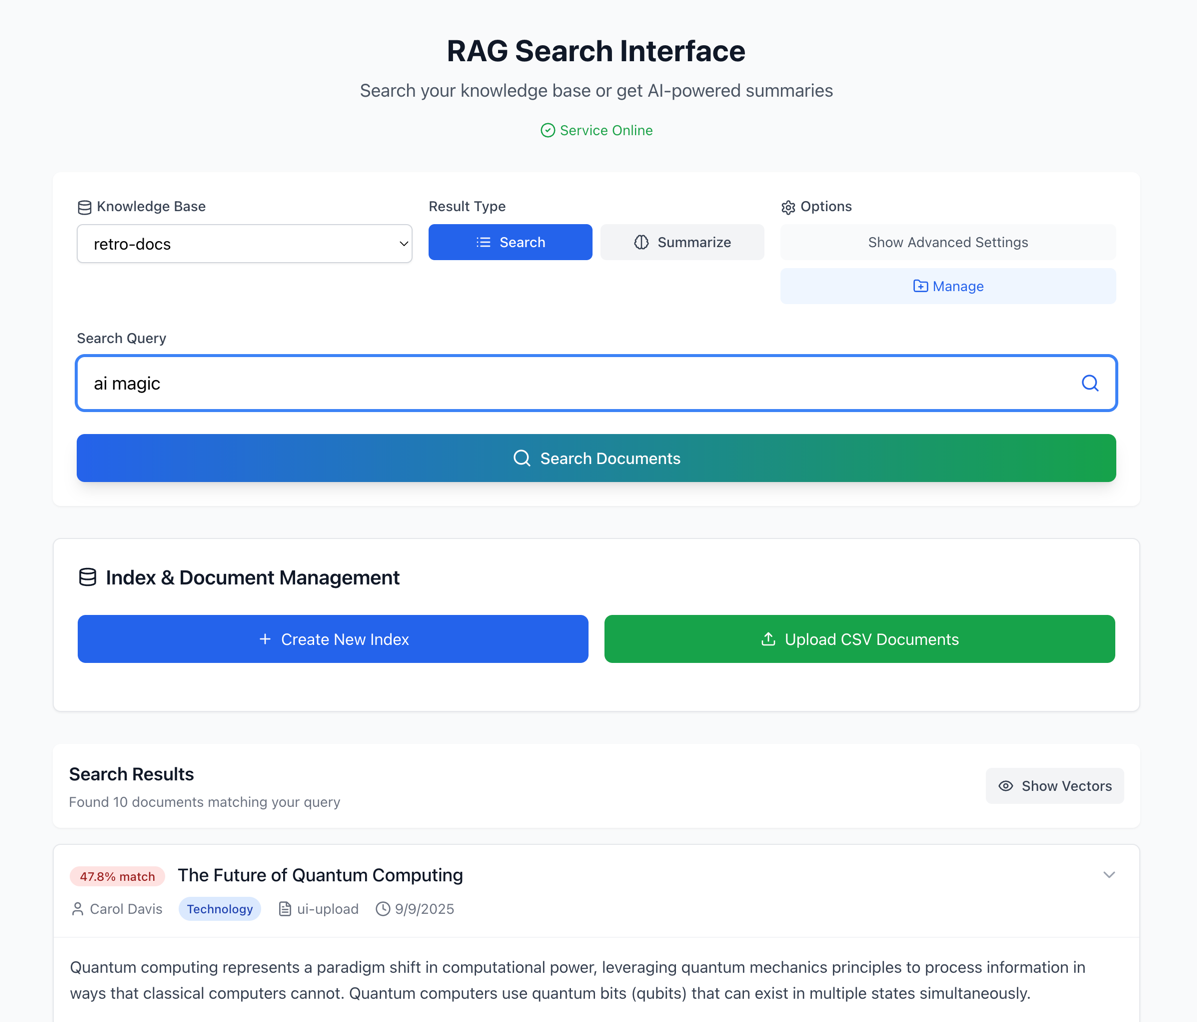 RAG Search Interface
Search your knowledge base or get AI-powered summaries
Service Online
Knowledge Base
retro-docs
Result Type
Search
Summarize
Options
Show Advanced Settings
Manage
Search Query
ai magic
Search Documents
Index & Document Management
Create New Index
Upload CSV Documents
Search Results
Found 10 documents matching your query
Show Vectors
47.8% match The Future of Quantum Computing
Carol Davis Technology ui-upload 9/9/2025
Quantum computing represents a paradigm shift in computational power, leveraging quantum mechanics principles to process information in
ways that classical computers cannot. Quantum computers use quantum bits (qubits) that can exist in multiple states simultaneously.